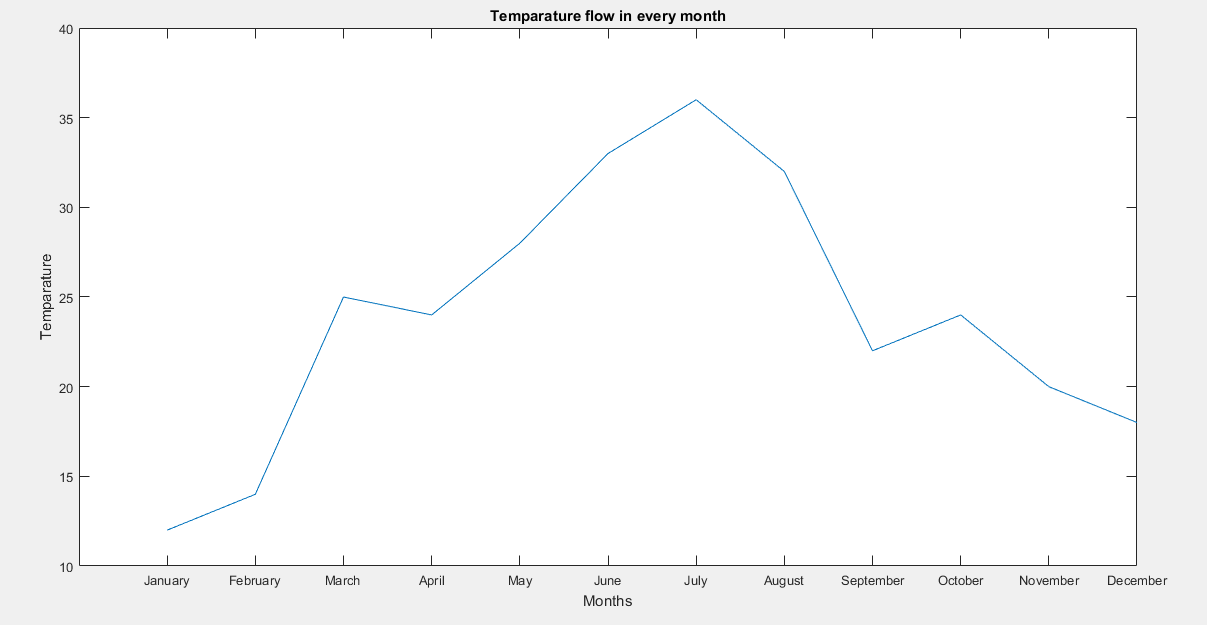 Temparature flow in every month
40
35
30
25
20
15
10
Temparature
January February March April May June July August September October November December
Months